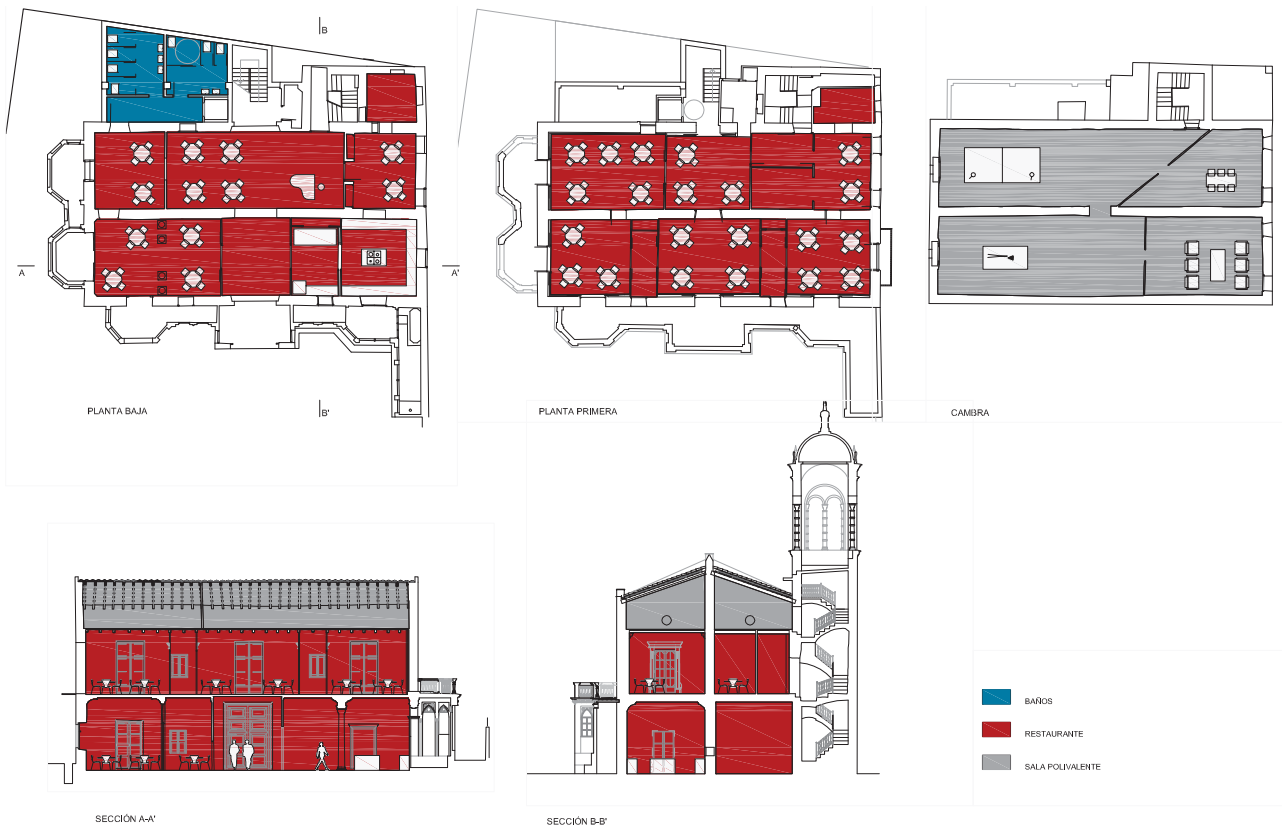 B
A
A'
B'
PLANTA BAJA
PLANTA PRIMERA
CAMBRA
BAÑOS
RESTAURANTE
SALA POLIVALENTE
SECCIÓN A-A'
SECCIÓN B-B'